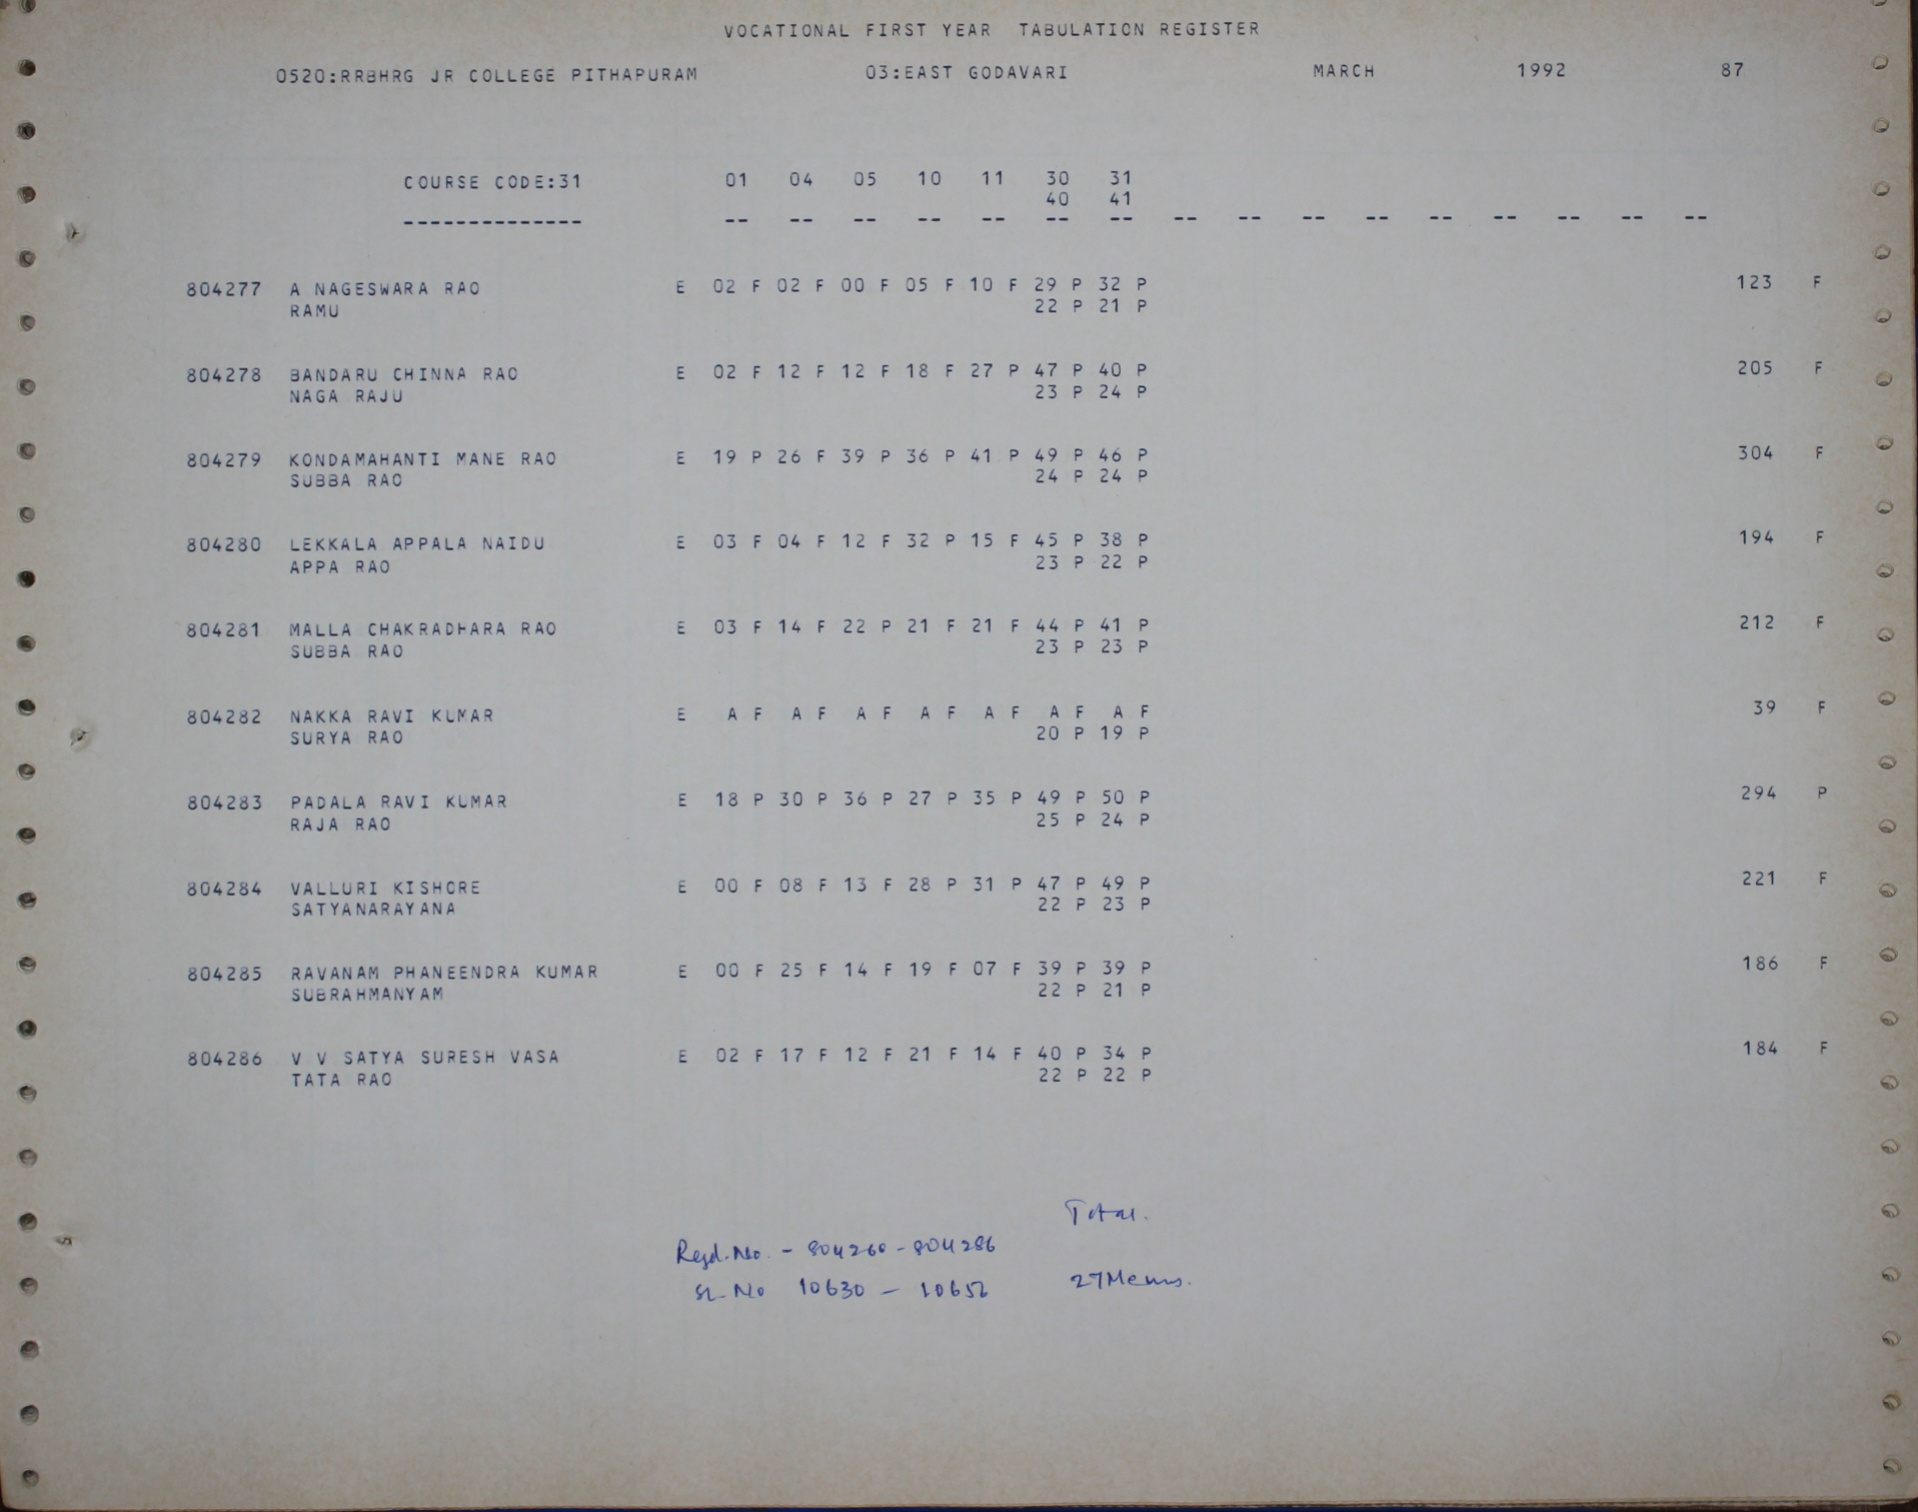 VOCATIONAL FIRST YEAR TABULATION REGISTER
0520:RRBHRG JR COLLEGE PITHAPURAM 03:EAST GODAVARI MARCH 1992 87
COURSE CODE:31 01 04 05 10 11 30 31
40 41
-------------- -- -- -- -- -- -- -- -- -- -- -- -- -- -- -- --
804277 A NAGESWARA RAO E 02 F 02 F 00 F 05 F 10 F 29 P 32 P 123 F
RAMU 22 P 21 P
804278 BANDARU CHINNA RAO E 02 F 12 F 12 F 18 F 27 P 47 P 40 P 205 F
NAGA RAJU 23 P 24 P
804279 KONDAMAHANTI MANE RAO E 19 P 26 F 39 P 36 P 41 P 49 P 46 P 304 F
SUBBA RAO 24 P 24 P
804280 LEKKALA APPALA NAIDU E 03 F 04 F 12 F 32 P 15 F 45 P 38 P 194 F
APPA RAO 23 P 22 P
804281 MALLA CHAKRADHARA RAO E 03 F 14 F 22 P 21 F 21 F 44 P 41 P 212 F
SUBBA RAO 23 P 23 P
804282 NAKKA RAVI KUMAR E A F A F A F A F A F A F A F 39 F
SURYA RAO 20 P 19 P
804283 PADALA RAVI KUMAR E 18 P 30 P 36 P 27 P 35 P 49 P 50 P 294 P
RAJA RAO 25 P 24 P
804284 VALLURI KISHORE E 00 F 08 F 13 F 28 P 31 P 47 P 49 P 221 F
SATYANARAYANA 22 P 23 P
804285 RAVANAM PHANEENDRA KUMAR E 00 F 25 F 14 F 19 F 07 F 39 P 39 P 186 F
SUBRAHMANYAM 22 P 21 P
804286 V V SATYA SURESH VASA E 02 F 17 F 12 F 21 F 14 F 40 P 34 P 184 F
TATA RAO 22 P 22 P
Total.
Regd. No. - 804260 - 804286
Sl. No 10630 - 10656 27 Memos.